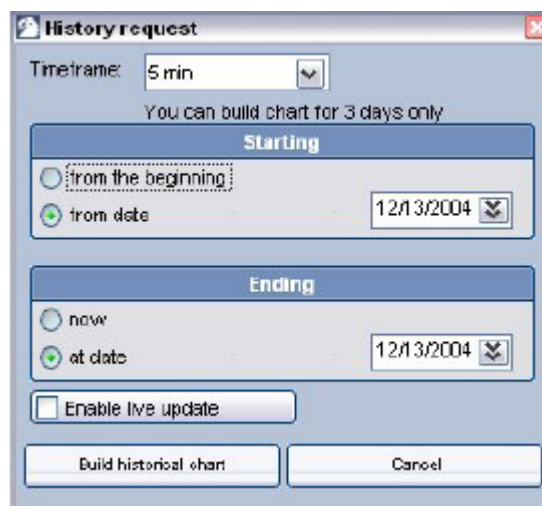 History request
Timeframe: 5 min
You can build chart for 3 days only
Starting
from the beginning
from date 12/13/2004
Ending
now
at date 12/13/2004
Enable live update
Build historical chart Cancel